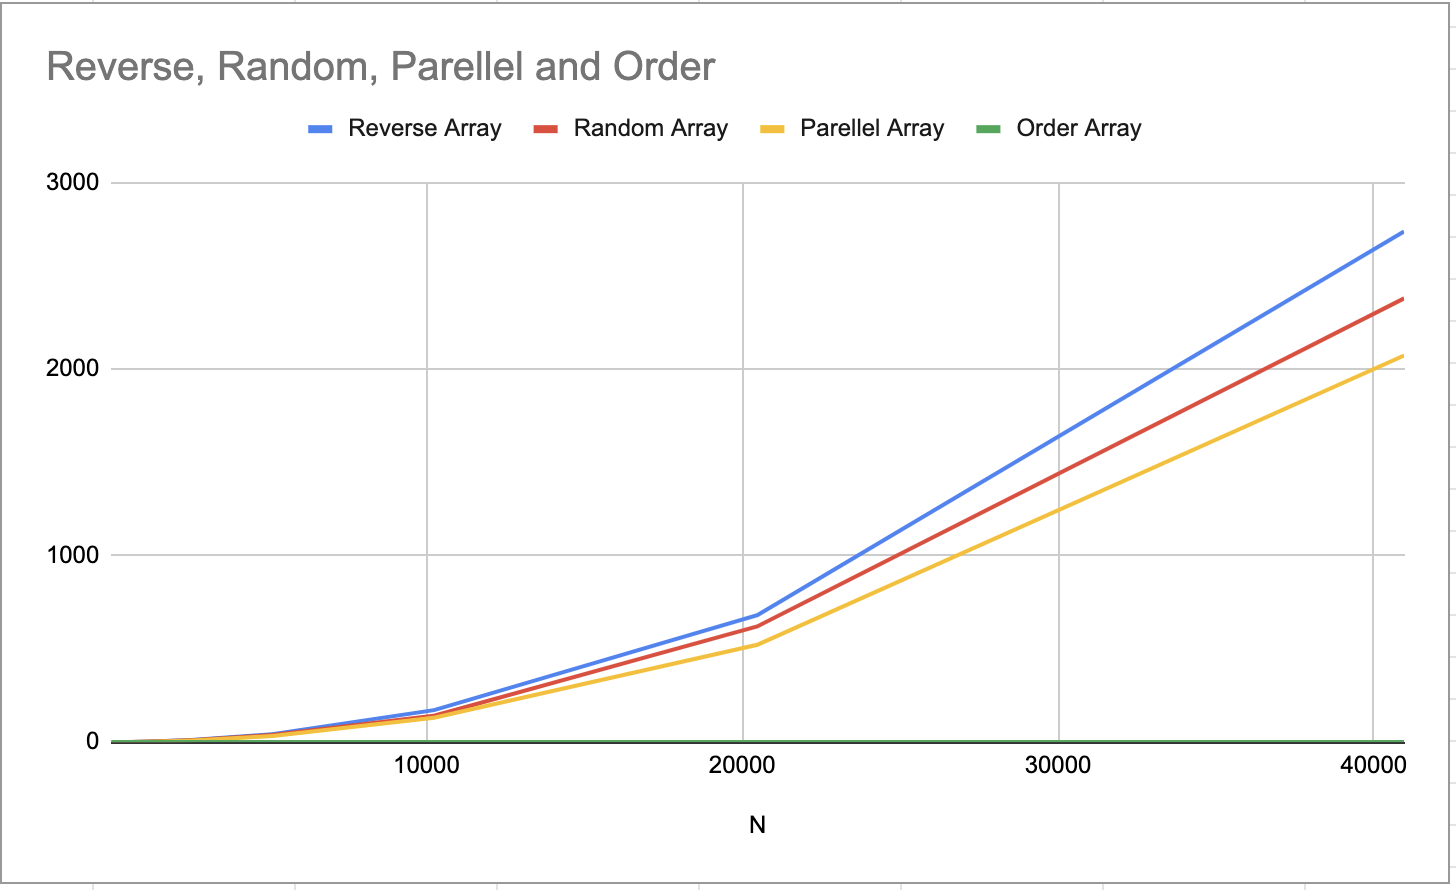 Reverse, Random, Parellel and Order
Reverse Array Random Array Parellel Array Order Array
3000
2000
1000
0
10000 20000 30000 40000
N